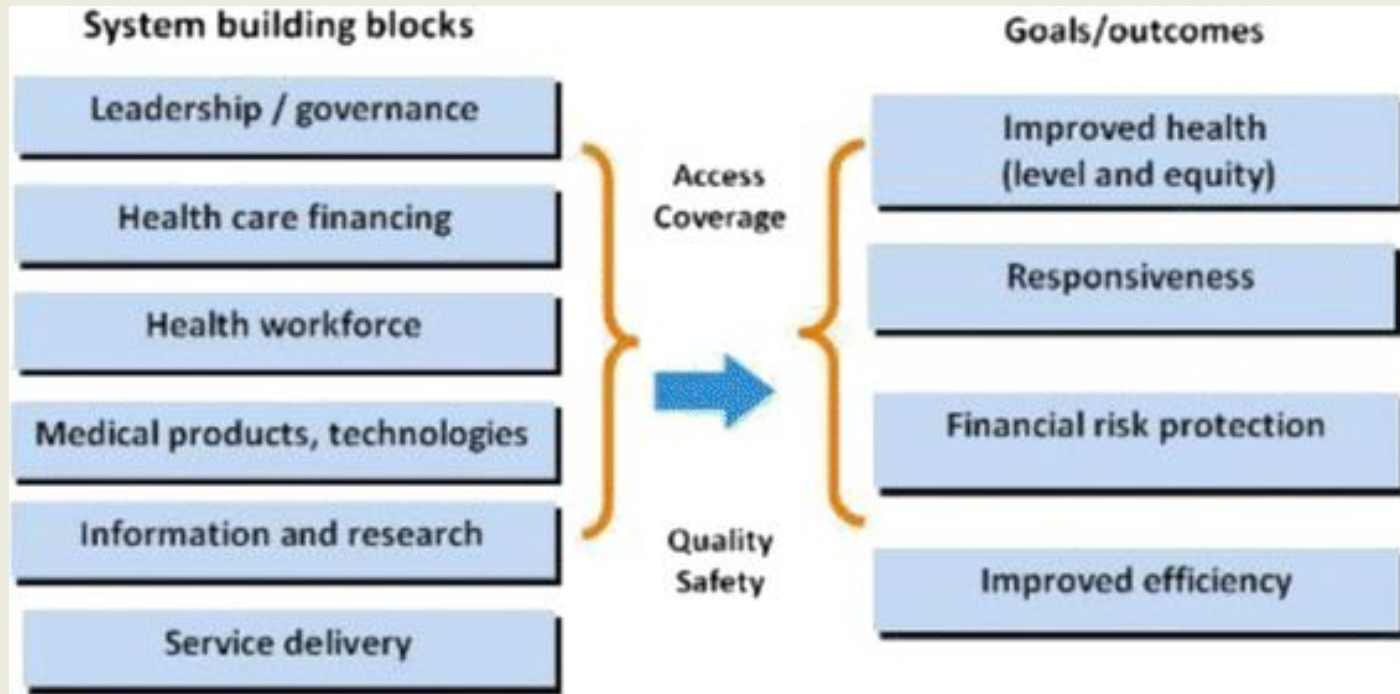 System building blocks
Leadership / governance
Health care financing
Health workforce
Medical products, technologies
Information and research
Service delivery
Access
Coverage
Quality
Safety
Goals/outcomes
Improved health
(level and equity)
Responsiveness
Financial risk protection
Improved efficiency